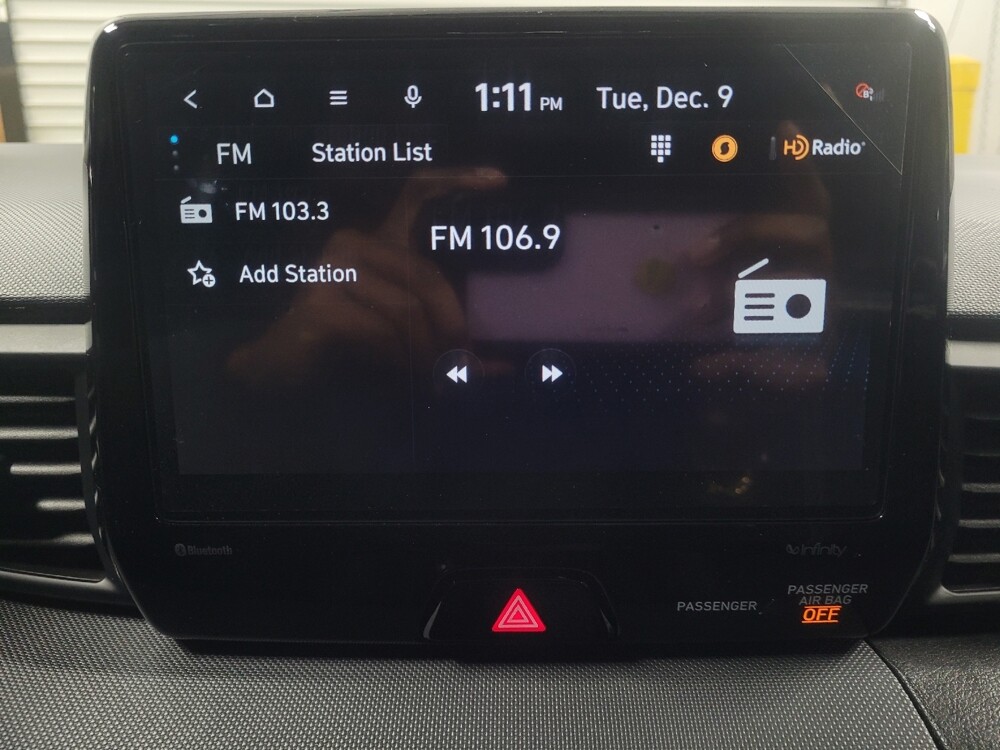 1:11 PM Tue, Dec. 9
FM Station List HD Radio
FM 103.3
FM 106.9
Add Station
Bluetooth
infinity
PASSENGER
PASSENGER
AIR BAG
OFF